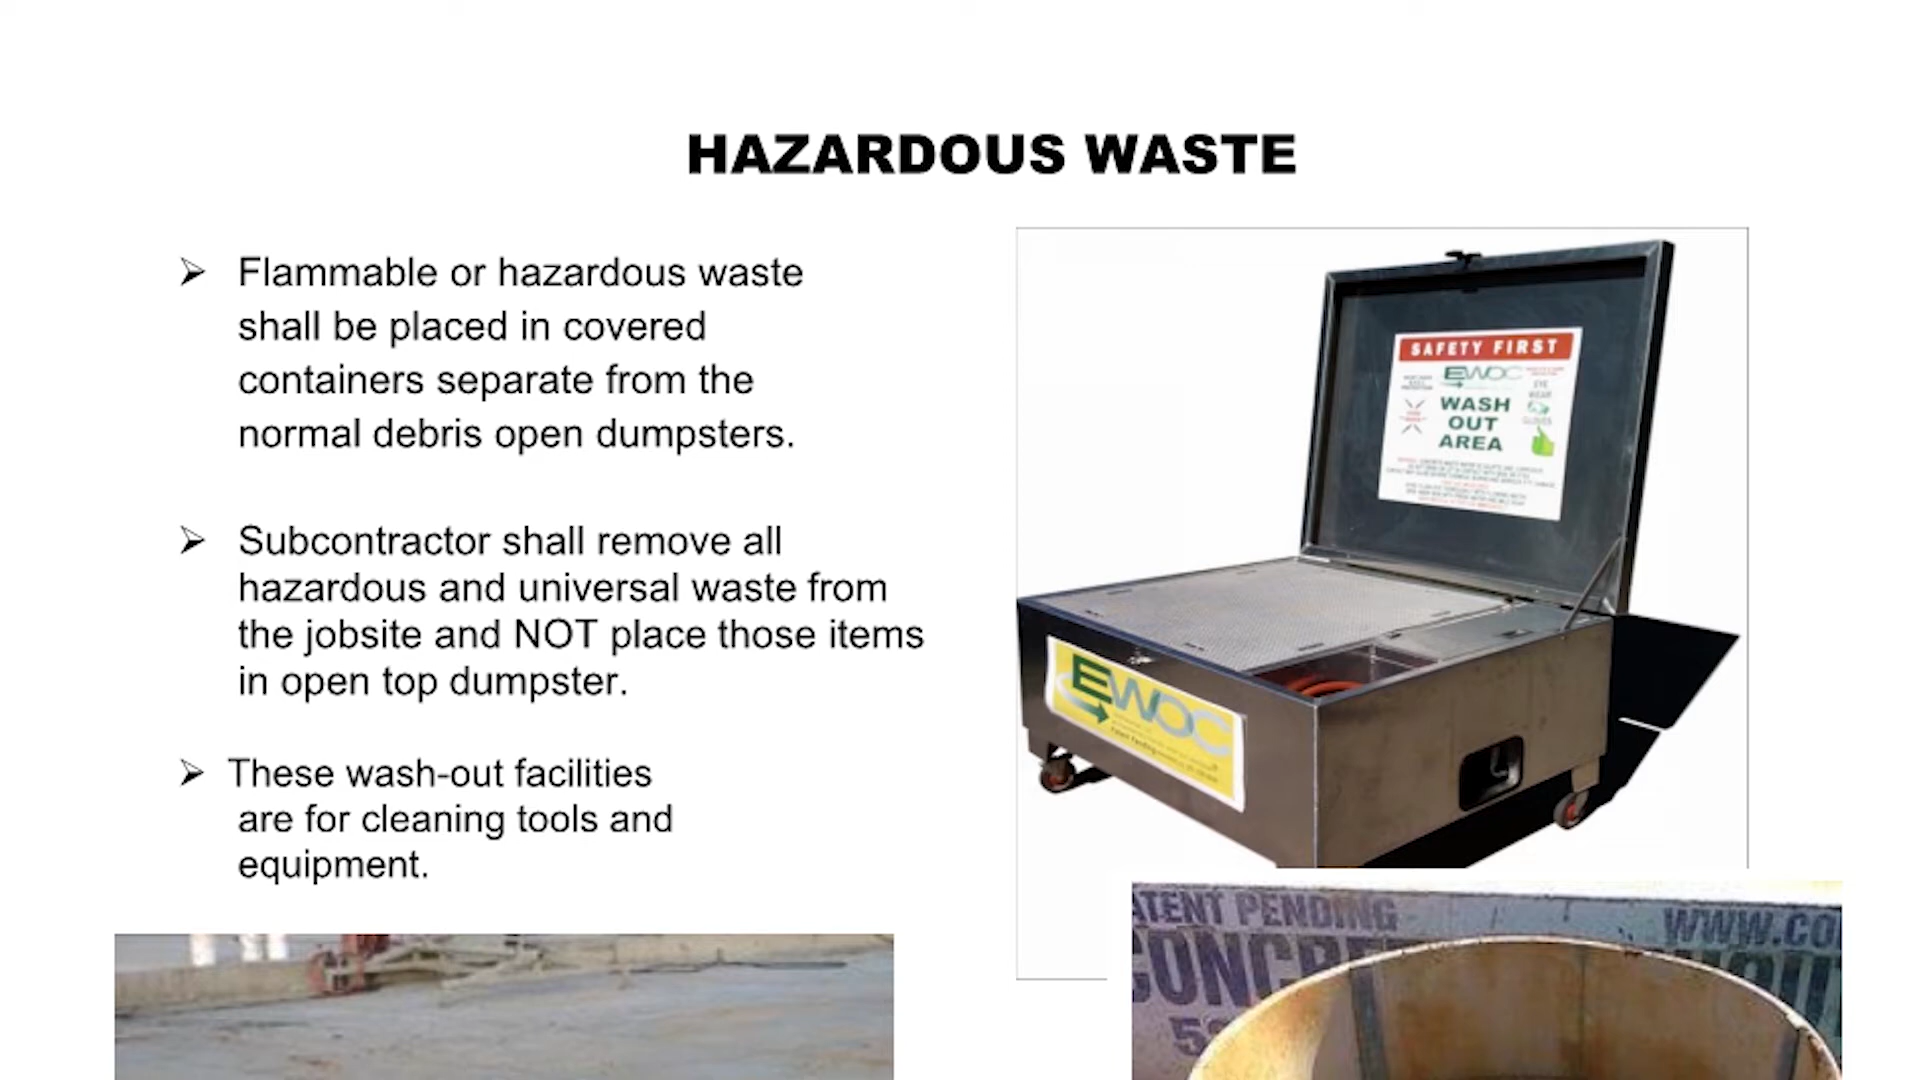 HAZARDOUS WASTE
➢ Flammable or hazardous waste
shall be placed in covered
containers separate from the
normal debris open dumpsters.
➢ Subcontractor shall remove all
hazardous and universal waste from
the jobsite and NOT place those items
in open top dumpster.
➢ These wash-out facilities
are for cleaning tools and
equipment.
SAFETY FIRST
EWOC
EYE
WEAR
GLOVES
WASH
OUT
AREA
EWOC
Patent Pending
ATENT PENDING
WWW.CO
CONCRE